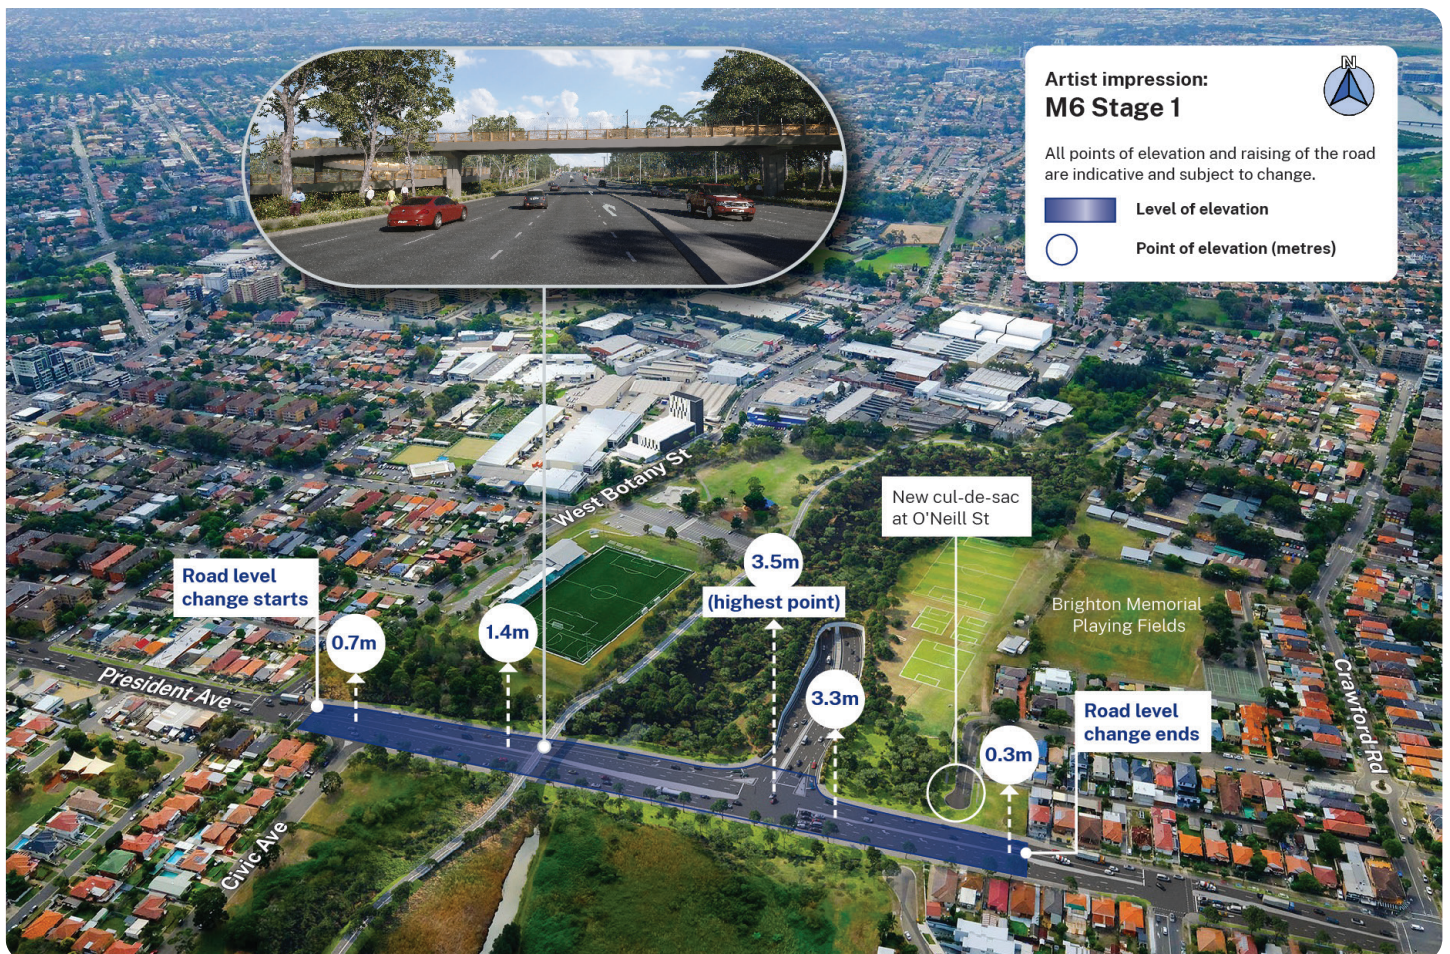 N
Artist impression:
M6 Stage 1
All points of elevation and raising of the road
are indicative and subject to change.
Level of elevation
Point of elevation (metres)
West Botany St
New cul-de-sac
at O'Neill St
3.5m
(highest point)
Road level
change starts
0.7m
1.4m
Brighton Memorial
Playing Fields
President Ave
3.3m
Road level
change ends
0.3m
Crawford Rd
Civic Ave